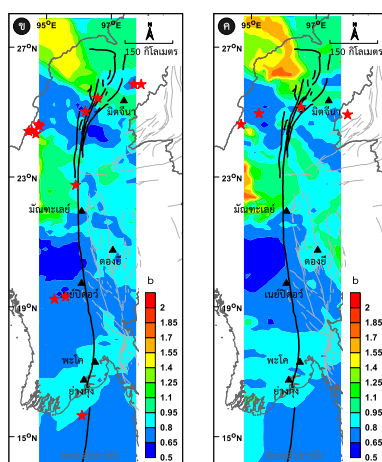 ข
95°E
97°E
N
150 กิโลเมตร
27°N
มิตจีนา
23°N
มัณฑะเลย์
ตองยี
b
เนย์ปิดอว์
19°N
พะโค
ย่างกุ้ง
15°N
2
1.85
1.7
1.55
1.4
1.25
1.1
0.95
0.8
0.65
0.5
ค
95°E
97°E
N
150 กิโลเมตร
27°N
มิตจีนา
23°N
มัณฑะเลย์
ตองยี
b
เนย์ปิดอว์
19°N
พะโค
ย่างกุ้ง
15°N
2
1.85
1.7
1.55
1.4
1.25
1.1
0.95
0.8
0.65
0.5